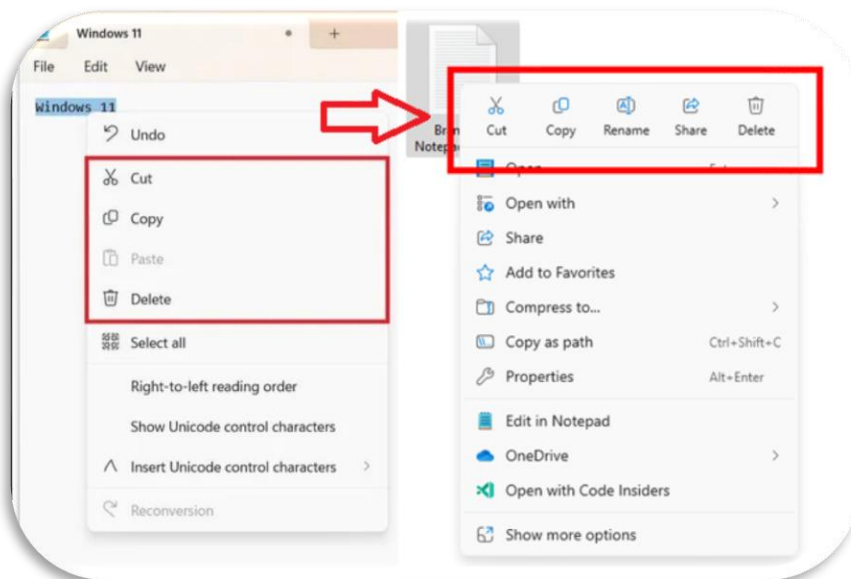 Windows 11
+
File Edit View
Windows 11
Undo
Cut
Copy
Paste
Delete
Select all
Right-to-left reading order
Show Unicode control characters
Insert Unicode control characters
Reconversion
Cut Copy Rename Share Delete
Open
Open with
Share
Add to Favorites
Compress to...
Copy as path Ctrl+Shift+C
Properties Alt+Enter
Edit in Notepad
OneDrive
Open with Code Insiders
Show more options